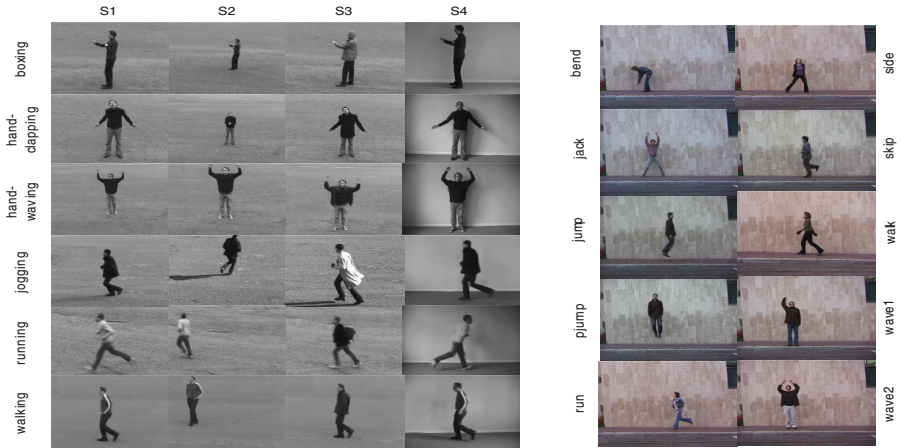 S1 S2 S3 S4
boxing
hand-
clapping
hand-
waving
jogging
running
walking
bend
side
jack
skip
jump
wak
pjump
wave1
run
wave2